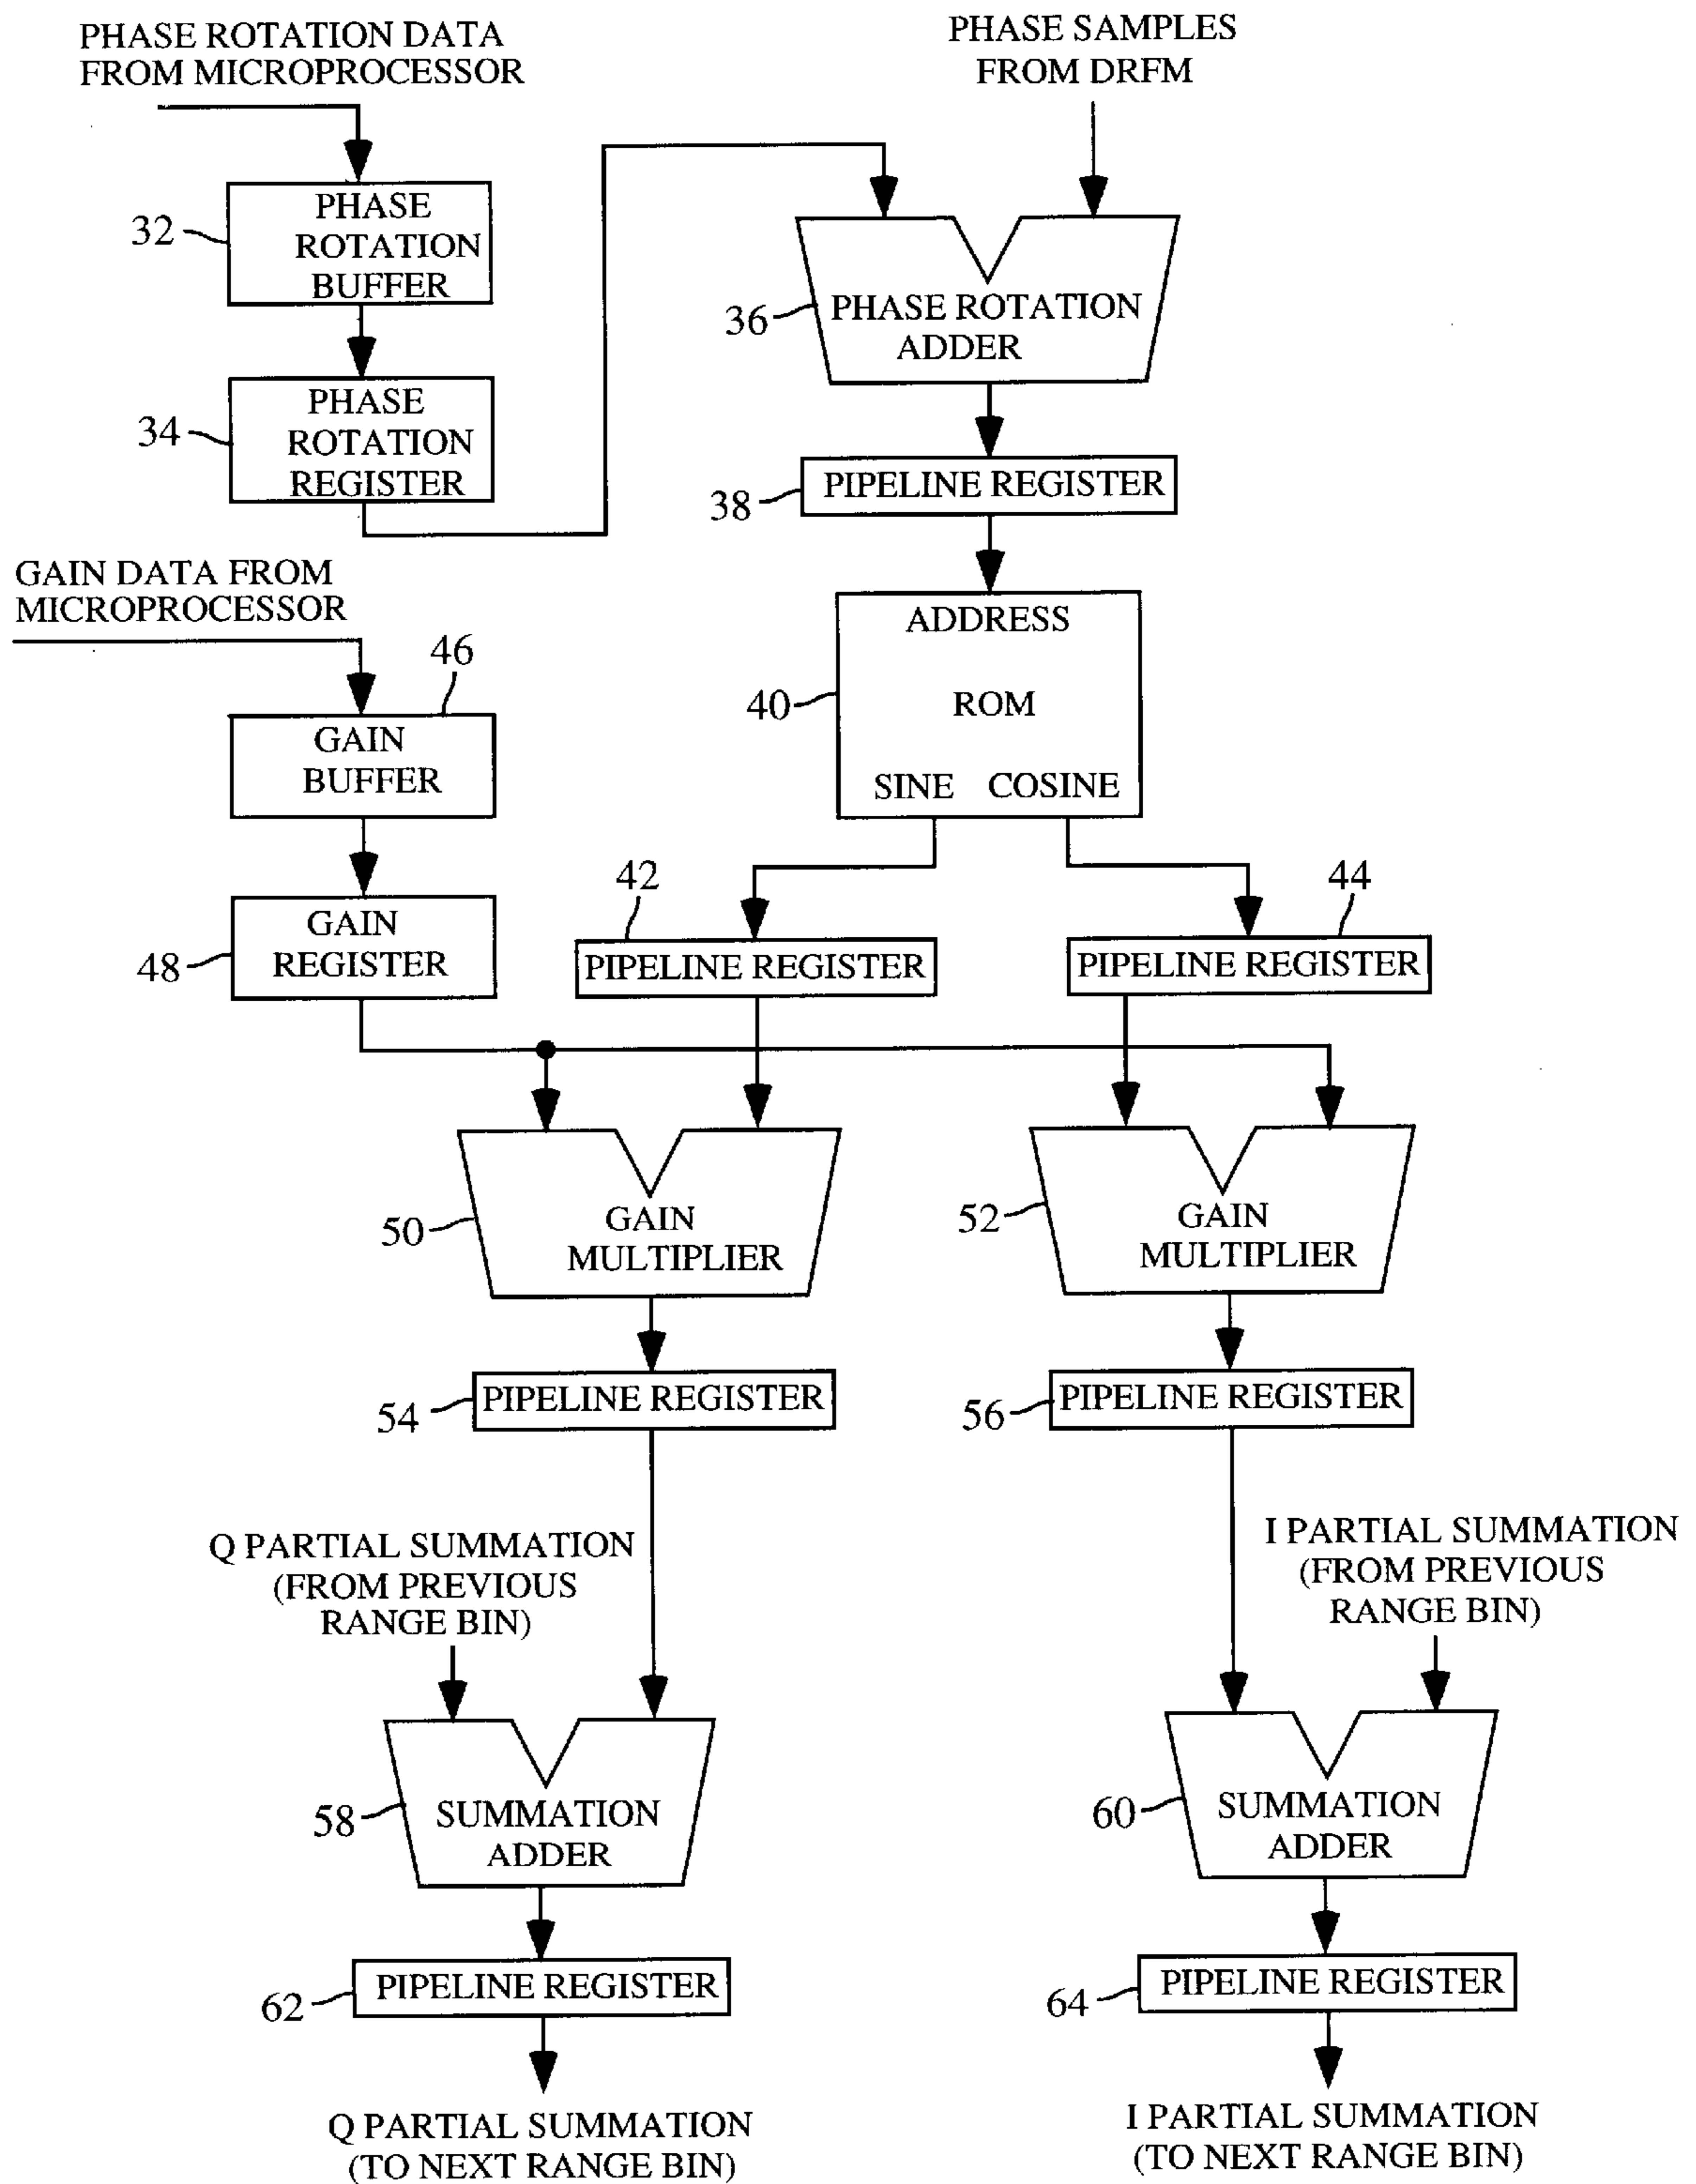 PHASE ROTATION DATA
FROM MICROPROCESSOR
PHASE SAMPLES
FROM DRFM
32
PHASE
ROTATION
BUFFER
36
PHASE ROTATION
ADDER
34
PHASE
ROTATION
REGISTER
38
PIPELINE REGISTER
GAIN DATA FROM
MICROPROCESSOR
46
GAIN
BUFFER
40
ADDRESS
ROM
SINE COSINE
42
44
48
GAIN
REGISTER
PIPELINE REGISTER
PIPELINE REGISTER
50
GAIN
MULTIPLIER
52
GAIN
MULTIPLIER
54
PIPELINE REGISTER
56
PIPELINE REGISTER
Q PARTIAL SUMMATION
(FROM PREVIOUS
RANGE BIN)
I PARTIAL SUMMATION
(FROM PREVIOUS
RANGE BIN)
58
SUMMATION
ADDER
60
SUMMATION
ADDER
62
PIPELINE REGISTER
64
PIPELINE REGISTER
Q PARTIAL SUMMATION
(TO NEXT RANGE BIN)
I PARTIAL SUMMATION
(TO NEXT RANGE BIN)